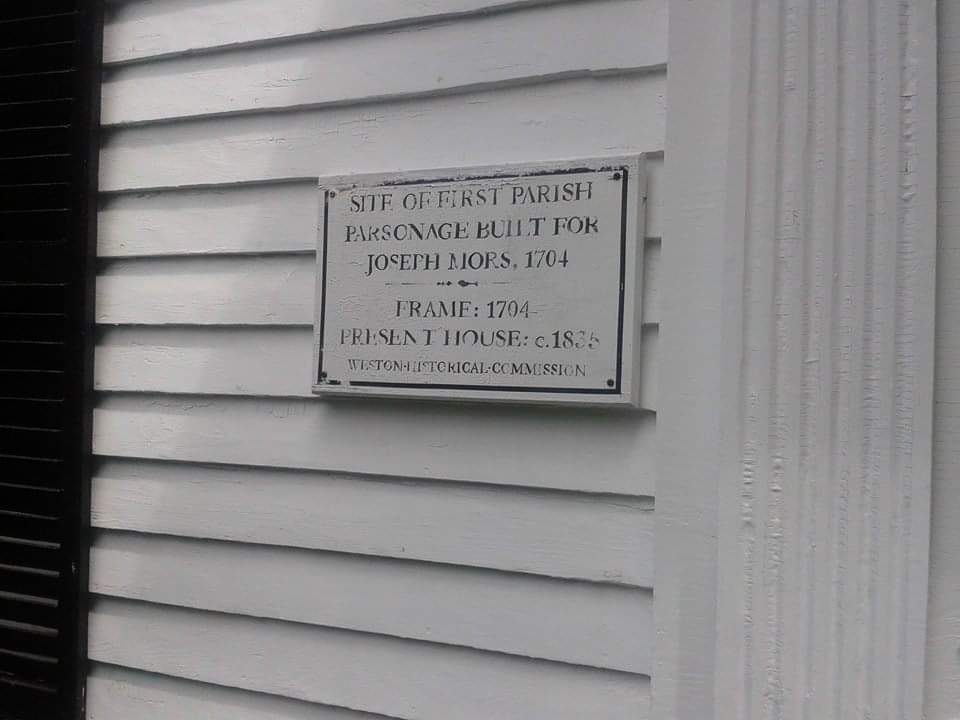 SITE OF FIRST PARISH
PARSONAGE BUILT FOR
JOSEPH MORS, 1704
FRAME: 1704
PRESENT HOUSE: c.1835
WESTON·HISTORICAL·COMMISSION